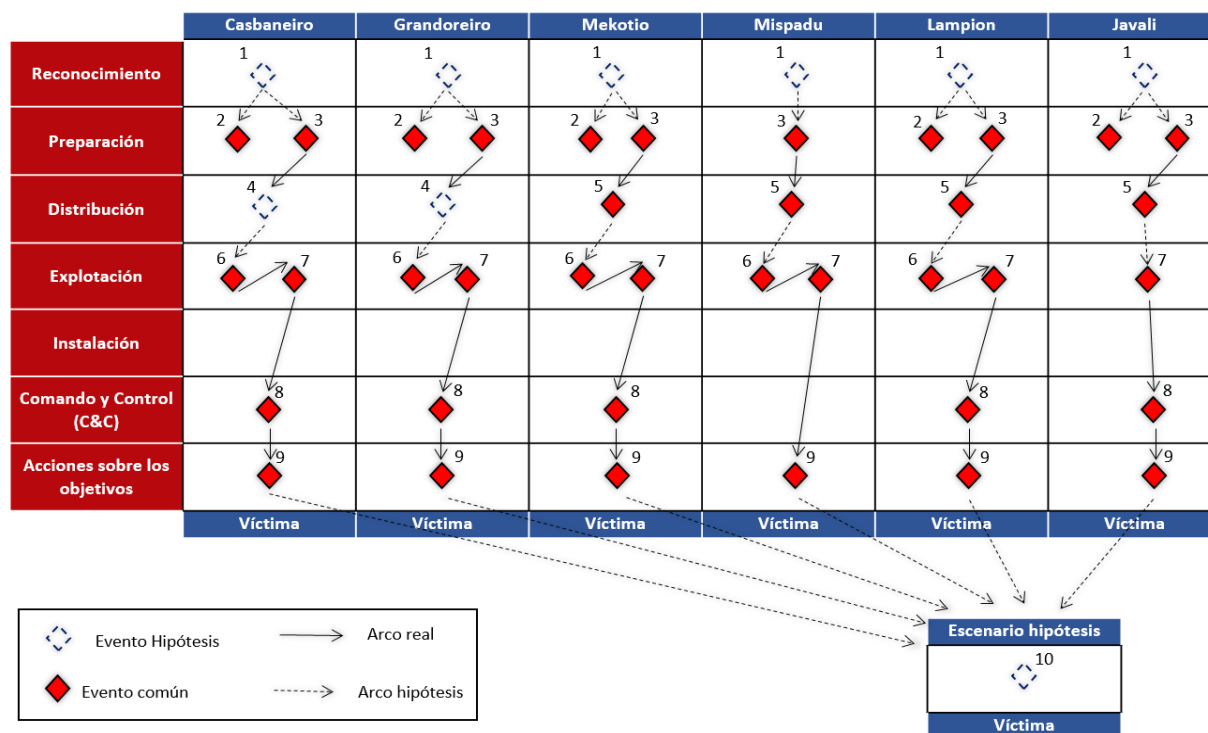 Casbaneiro Grandoreiro Mekotio Mispadu Lampion Javali
Reconocimiento 1 1 1 1 1 1
Preparación 2 3 2 3 2 3 3 2 3 2 3
Distribución 4 4 5 5 5 5
Explotación 6 7 6 7 6 7 6 7 6 7 7
Instalación
Comando y Control
(C&C) 8 8 8 8 8
Acciones sobre los
objetivos 9 9 9 9 9 9
Víctima Víctima Víctima Víctima Víctima Víctima
Evento Hipótesis Arco real
Evento común Arco hipótesis
Escenario hipótesis
10
Víctima